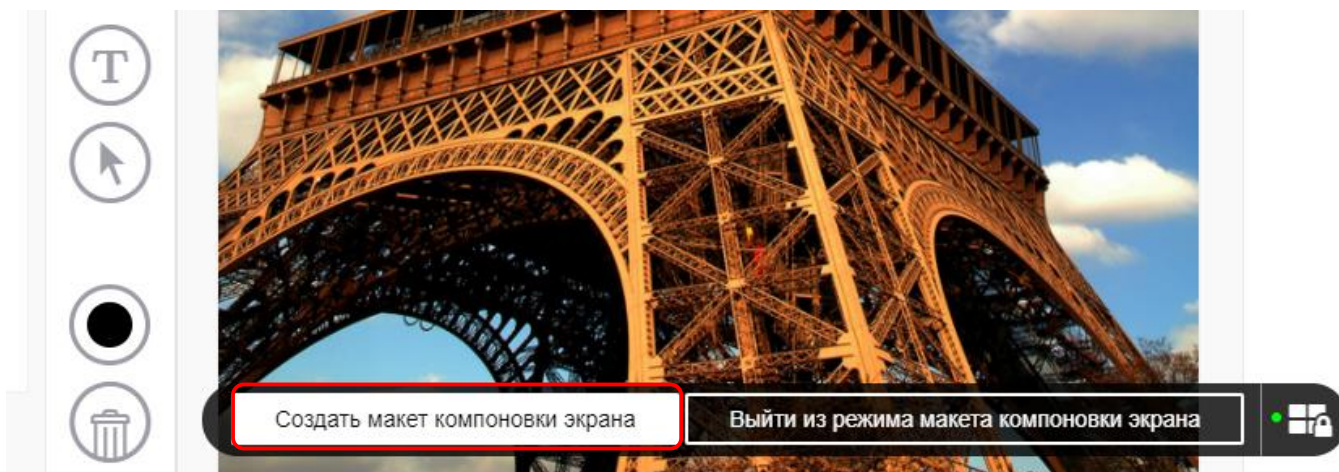 T
Создать макет компоновки экрана
Выйти из режима макета компоновки экрана